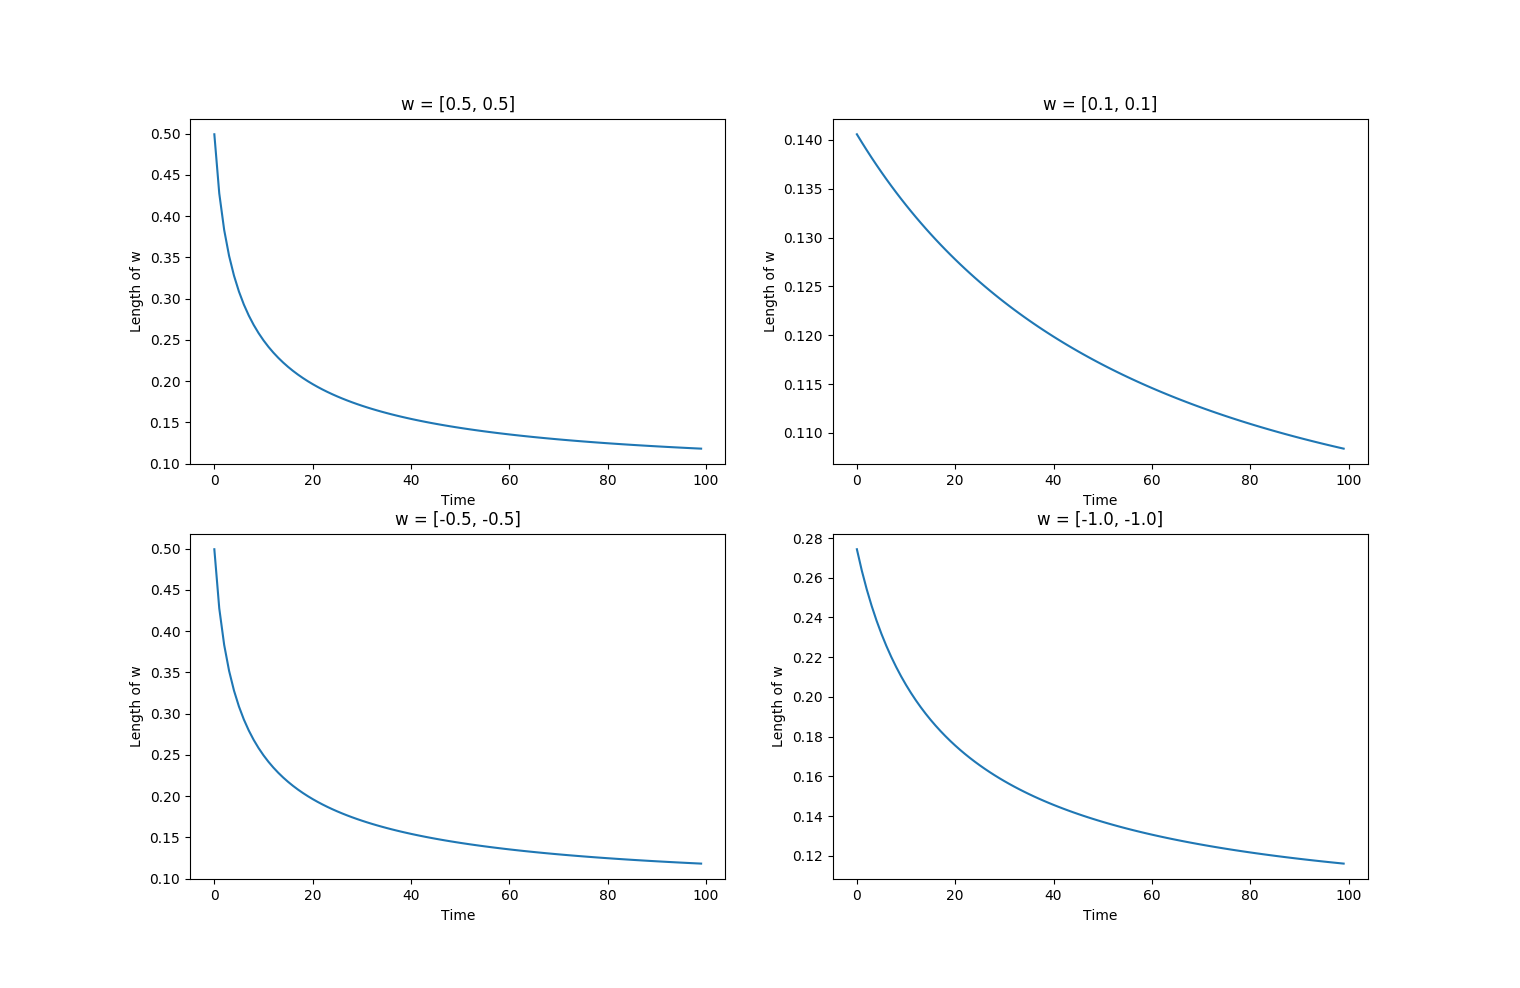 w = [0.5, 0.5]
0.50
0.45
0.40
0.35
0.30
0.25
0.20
0.15
0.10
Length of w
0 20 40 60 80 100
Time
w = [0.1, 0.1]
0.140
0.135
0.130
0.125
0.120
0.115
0.110
Length of w
0 20 40 60 80 100
Time
w = [-0.5, -0.5]
0.50
0.45
0.40
0.35
0.30
0.25
0.20
0.15
0.10
Length of w
0 20 40 60 80 100
Time
w = [-1.0, -1.0]
0.28
0.26
0.24
0.22
0.20
0.18
0.16
0.14
0.12
Length of w
0 20 40 60 80 100
Time